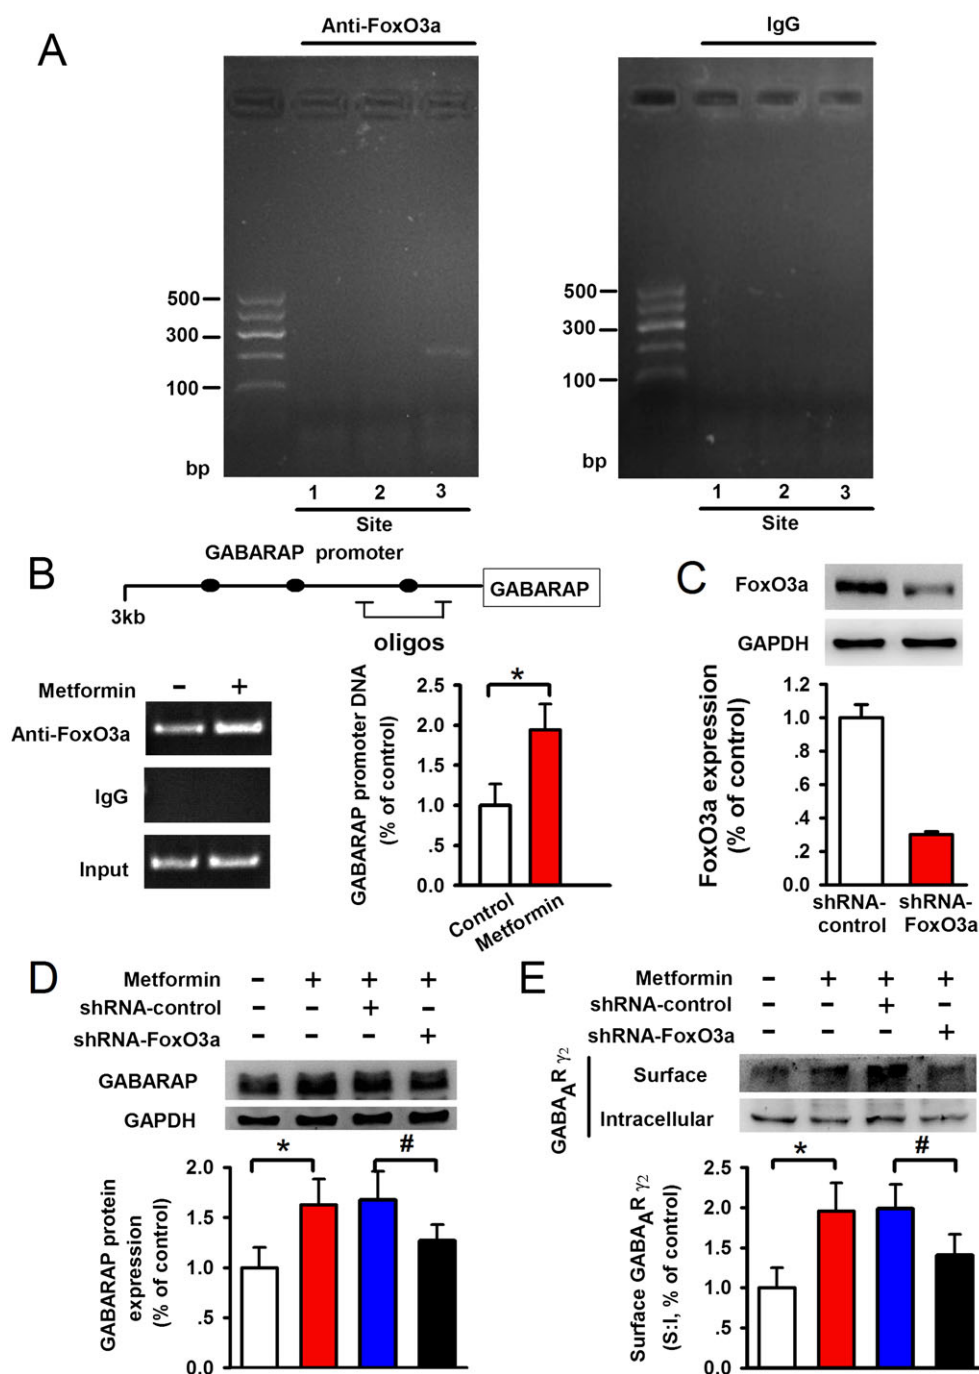 A
Anti-FoxO3a
IgG
500
300
100
bp
1 2 3
Site
500
300
100
bp
1 2 3
Site
B
GABARAP promoter
3kb
GABARAP
oligos
Metformin - +
Anti-FoxO3a
IgG
Input
GABARAP promoter DNA
(% of control)
2.5
2.0
1.5
1.0
.5
0.0
*
Control
Metformin
C
FoxO3a
GAPDH
FoxO3a expression
(% of control)
1.2
1.0
.8
.6
.4
.2
0.0
shRNA-
control
shRNA-
FoxO3a
D
Metformin - + + +
shRNA-control - - + -
shRNA-FoxO3a - - - +
GABARAP
GAPDH
* #
GABARAP protein
expression
(% of control)
2.0
1.5
1.0
.5
0.0
E
Metformin - + + +
shRNA-control - - + -
shRNA-FoxO3a - - - +
GABAAR γ2
Surface
Intracellular
* #
Surface GABAAR γ2
(S:I, % of control)
2.5
2.0
1.5
1.0
.5
0.0